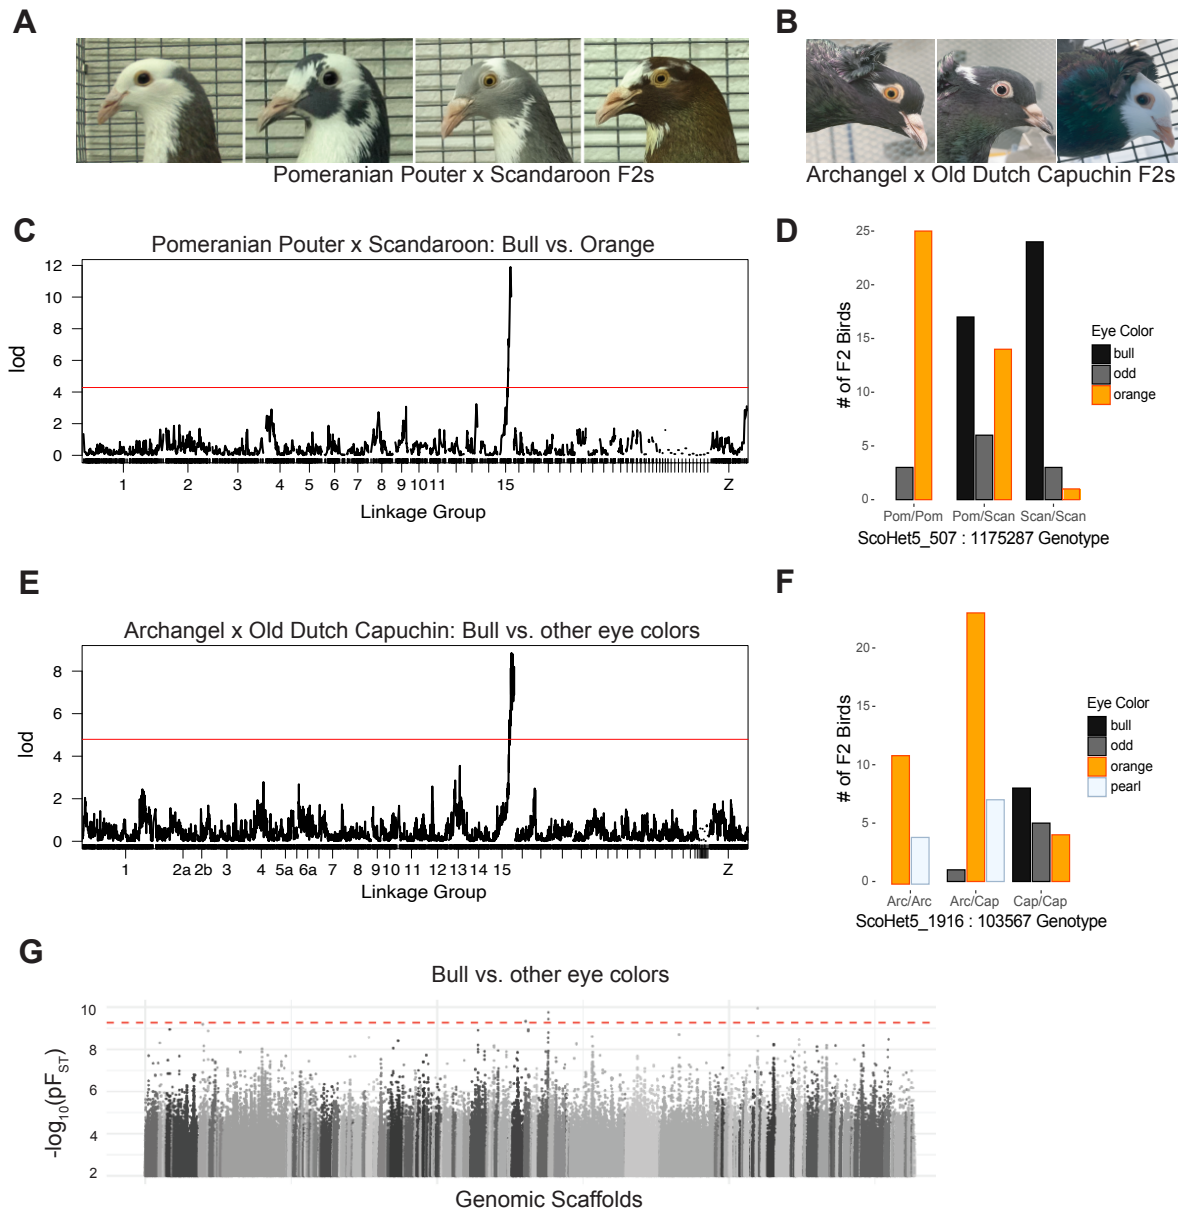 A
B
Pomeranian Pouter x Scandaroon F2s
Archangel x Old Dutch Capuchin F2s
C
Pomeranian Pouter x Scandaroon: Bull vs. Orange
lod
12
10
8
6
4
2
0
1 2 3 4 5 6 7 8 9 10 11 15 Z
Linkage Group
D
# of F2 Birds
25
20
15
10
5
0
Eye Color
bull
odd
orange
Pom/Pom Pom/Scan Scan/Scan
ScoHet5_507 : 1175287 Genotype
E
Archangel x Old Dutch Capuchin: Bull vs. other eye colors
lod
8
6
4
2
0
1 2a 2b 3 4 5a 6a 7 8 9 10 11 12 13 14 15 Z
Linkage Group
F
# of F2 Birds
20
15
10
5
0
Eye Color
bull
odd
orange
pearl
Arc/Arc Arc/Cap Cap/Cap
ScoHet5_1916 : 103567 Genotype
G
Bull vs. other eye colors
-log10(pFST)
10
8
6
4
2
Genomic Scaffolds